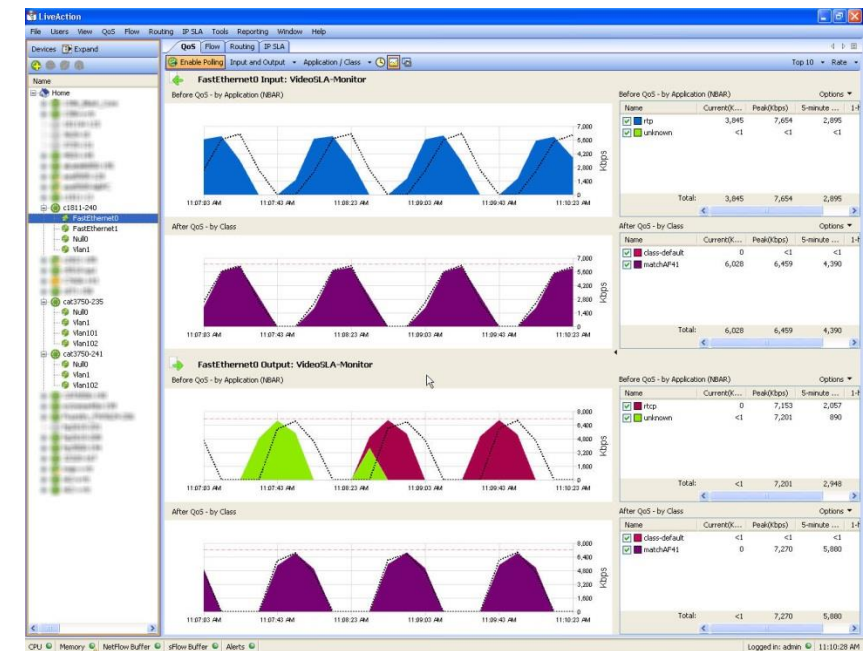 LiveAction
File Users View QoS Flow Routing IP SLA Tools Reporting Window Help
Devices Expand
QoS Flow Routing IP SLA
Enable Polling Input and Output Application / Class Top 10 Rate
Name
Home
c1811-240
FastEthernet0
FastEthernet1
Null0
Vlan1
cat3750-235
Null0
Vlan1
Vlan101
Vlan102
cat3750-241
Null0
Vlan1
Vlan102
FastEthernet0 Input: VideoSLA-Monitor
Before QoS - by Application (NBAR)
7,000
5,600
4,200
2,800
1,400
0
Kbps
11:07:03 AM 11:07:43 AM 11:08:23 AM 11:09:03 AM 11:09:43 AM 11:10:23 AM
Before QoS - by Application (NBAR) Options
Name Current(K... Peak(Kbps) 5-minute ... 1-h
rtp 3,845 7,654 2,895
unknown <1 <1 <1
Total: 3,845 7,654 2,895
After QoS - by Class
7,000
5,600
4,200
2,800
1,400
0
Kbps
11:07:03 AM 11:07:43 AM 11:08:23 AM 11:09:03 AM 11:09:43 AM 11:10:23 AM
After QoS - by Class Options
Name Current(K... Peak(Kbps) 5-minute ... 1-h
class-default 0 <1 <1
matchAF41 6,028 6,459 4,390
Total: 6,028 6,459 4,390
FastEthernet0 Output: VideoSLA-Monitor
Before QoS - by Application (NBAR)
8,000
6,400
4,800
3,200
1,600
0
Kbps
11:07:03 AM 11:07:43 AM 11:08:23 AM 11:09:03 AM 11:09:43 AM 11:10:23 AM
Before QoS - by Application (NBAR) Options
Name Current(K... Peak(Kbps) 5-minute ... 1-h
rtcp 0 7,153 2,057
unknown <1 7,201 890
Total: <1 7,201 2,948
After QoS - by Class
8,000
6,400
4,800
3,200
1,600
0
Kbps
11:07:03 AM 11:07:43 AM 11:08:23 AM 11:09:03 AM 11:09:43 AM 11:10:23 AM
After QoS - by Class Options
Name Current(K... Peak(Kbps) 5-minute ... 1-h
class-default <1 <1 <1
matchAF41 0 7,270 5,880
Total: <1 7,270 5,880
CPU Memory NetFlow Buffer sFlow Buffer Alerts Logged in: admin 11:10:28 AM